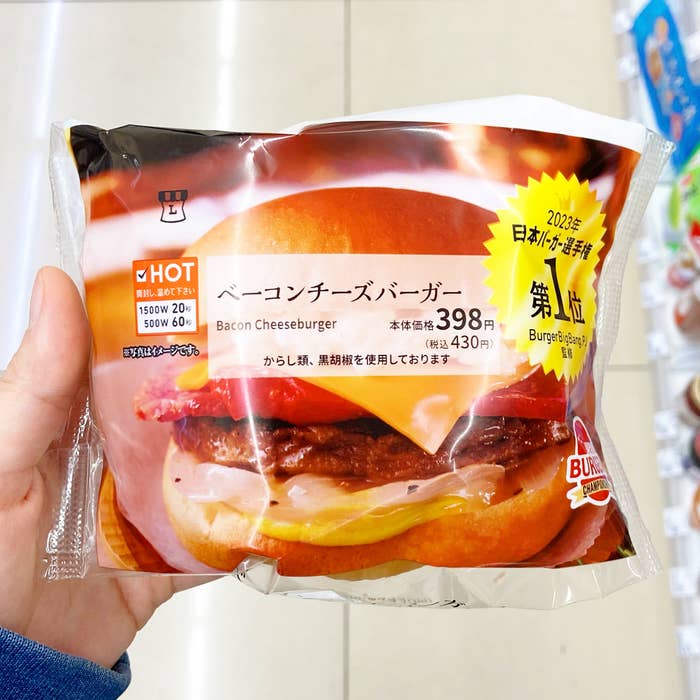 L
HOT
開封し、温めて下さい
1500W 20秒
500W 60秒
※写真はイメージです。
ベーコンチーズバーガー
Bacon Cheeseburger
本体価格398円
(税込430円)
からし類、黒胡椒を使用しております
2023年
日本バーガー選手権
第1位
BurgerBigBang PJ
監修